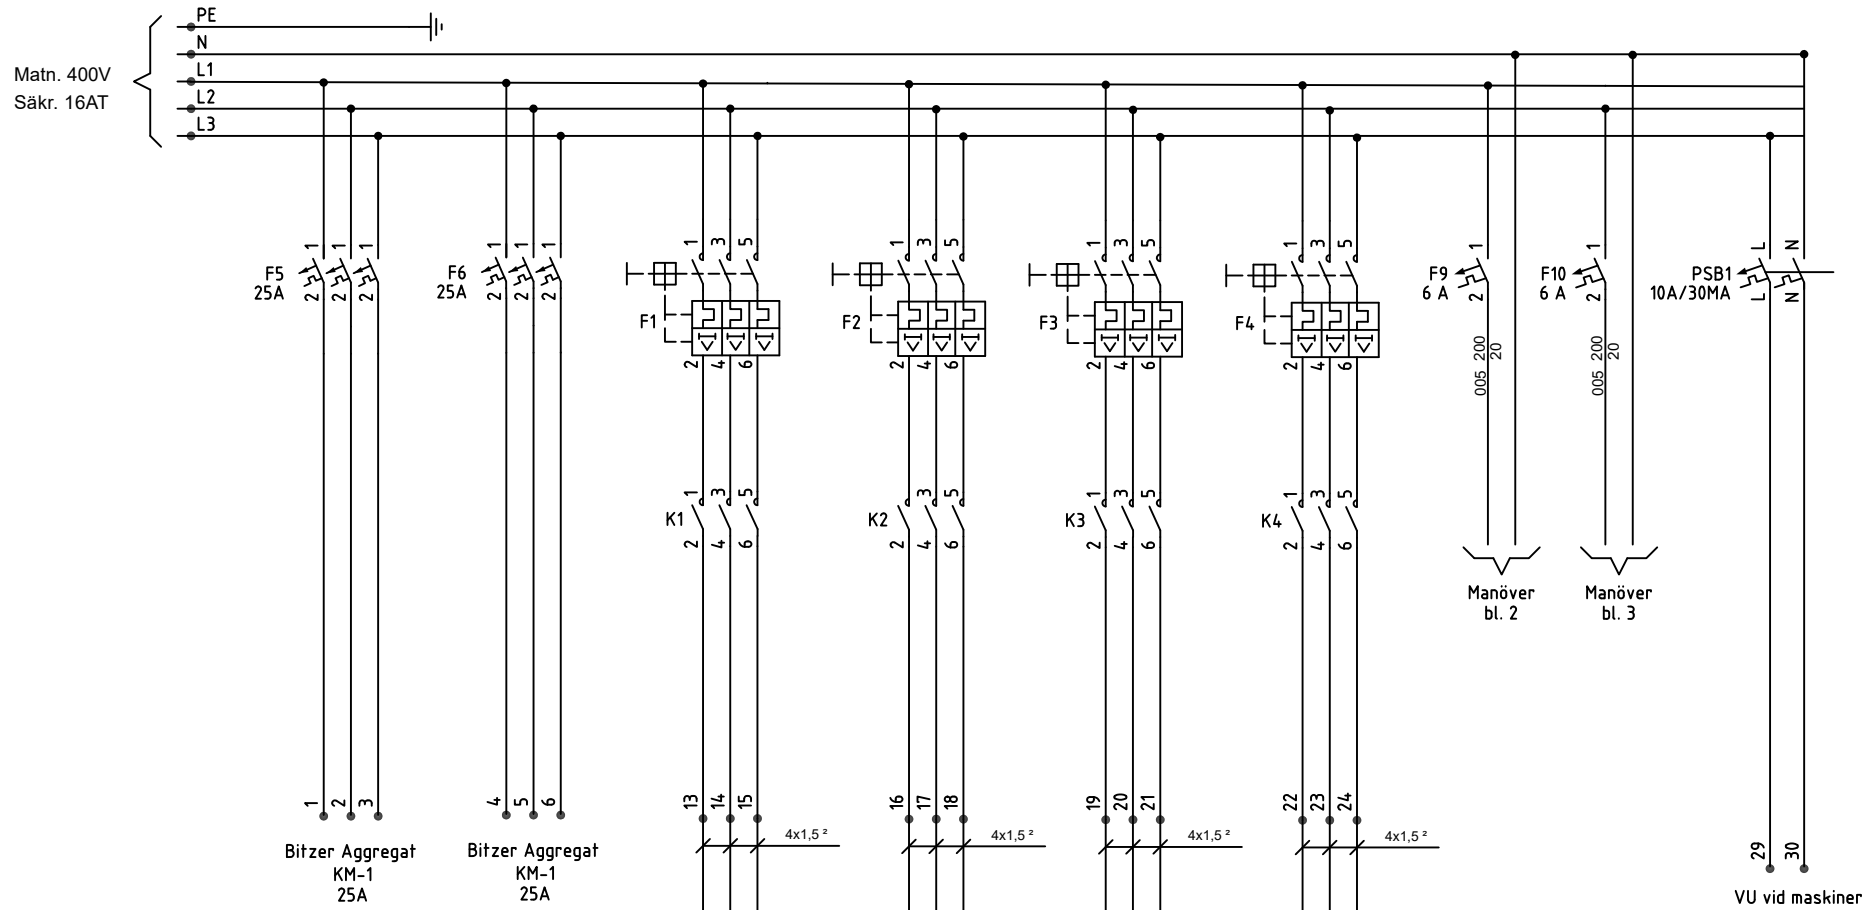 PE
N
L1
L2
L3
Matn. 400V
Säkr. 16AT
F5
25A
1 1 1
2 2 2
F6
25A
1 1 1
2 2 2
F1
1 3 5
2 4 6
F2
1 3 5
2 4 6
F3
1 3 5
2 4 6
F4
1 3 5
2 4 6
F9
6 A
1
2
005 200
20
F10
6 A
1
2
005 200
20
PSB1
10A/30MA
L N
L N
K1
1 3 5
2 4 6
K2
1 3 5
2 4 6
K3
1 3 5
2 4 6
K4
1 3 5
2 4 6
Manöver
bl. 2
Manöver
bl. 3
1 2 3
4 5 6
13 14 15
16 17 18
19 20 21
22 23 24
29 30
4x1,5 ²
4x1,5 ²
4x1,5 ²
4x1,5 ²
Bitzer Aggregat
KM-1
25A
Bitzer Aggregat
KM-1
25A
VU vid maskiner